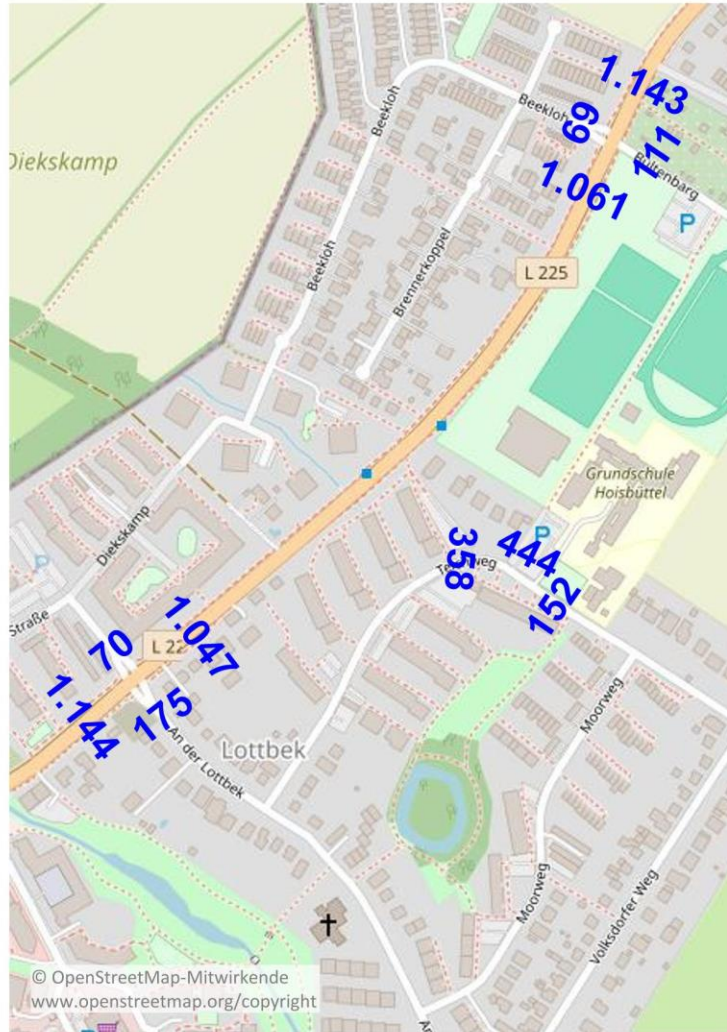 Diekskamp
Beekloh
Beekloh
1.143
69
111
Bültenbarg
1.061
P
Beekloh
Brennerkoppel
L 225
Grundschule
Hoisbüttel
P
P
444
358
152
Diekskamp
Straße
1.047
70
L 22
1.144
175
An der Lottbek
Lottbek
Moorweg
Moorweg
Volksdorfer Weg
© OpenStreetMap-Mitwirkende
www.openstreetmap.org/copyright